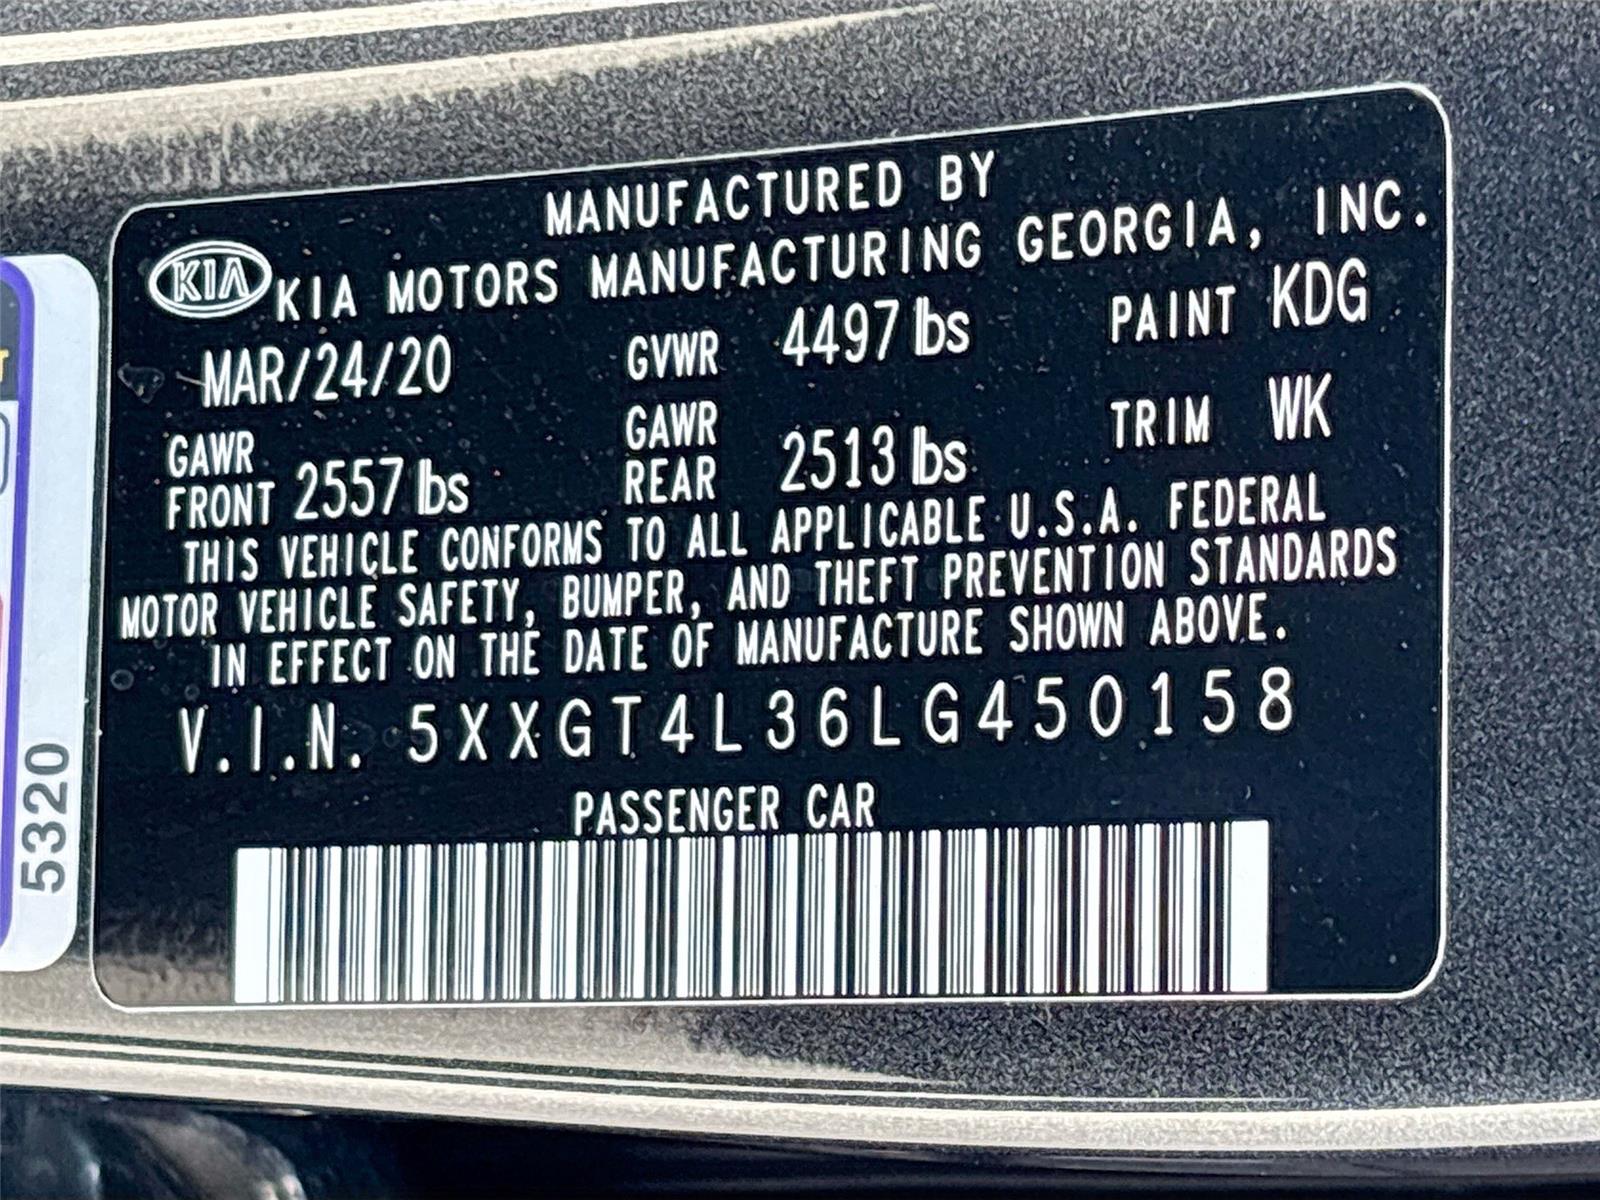 MANUFACTURED BY
KIA KIA MOTORS MANUFACTURING GEORGIA, INC.
MAR/24/20 GVWR 4497 lbs PAINT KDG
GAWR FRONT 2557 lbs GAWR REAR 2513 lbs TRIM WK
THIS VEHICLE CONFORMS TO ALL APPLICABLE U.S.A. FEDERAL
MOTOR VEHICLE SAFETY, BUMPER, AND THEFT PREVENTION STANDARDS
IN EFFECT ON THE DATE OF MANUFACTURE SHOWN ABOVE.
V.I.N. 5XXGT4L36LG450158
PASSENGER CAR
5320